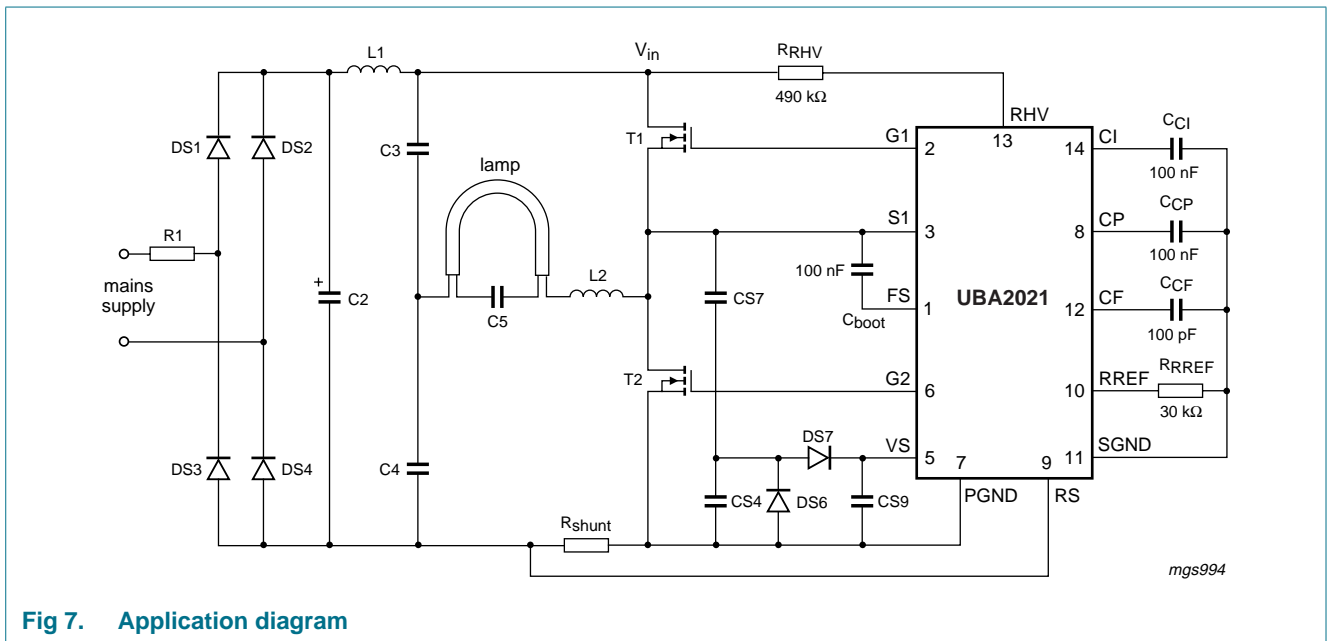 L1
Vin
RRHV
490 kΩ
RHV
13
DS1
DS2
C3
T1
G1
2
14
CI
CCI
100 nF
lamp
R1
mains
supply
+
C2
C5
L2
S1
3
8
CP
CCP
100 nF
CS7
100 nF
FS
1
Cboot
UBA2021
12
CF
CCF
100 pF
T2
G2
6
10
RREF
RRREF
30 kΩ
DS3
DS4
C4
DS7
VS
5
7
9
11
SGND
CS4
DS6
CS9
PGND
RS
Rshunt
mgs994
Fig 7. Application diagram